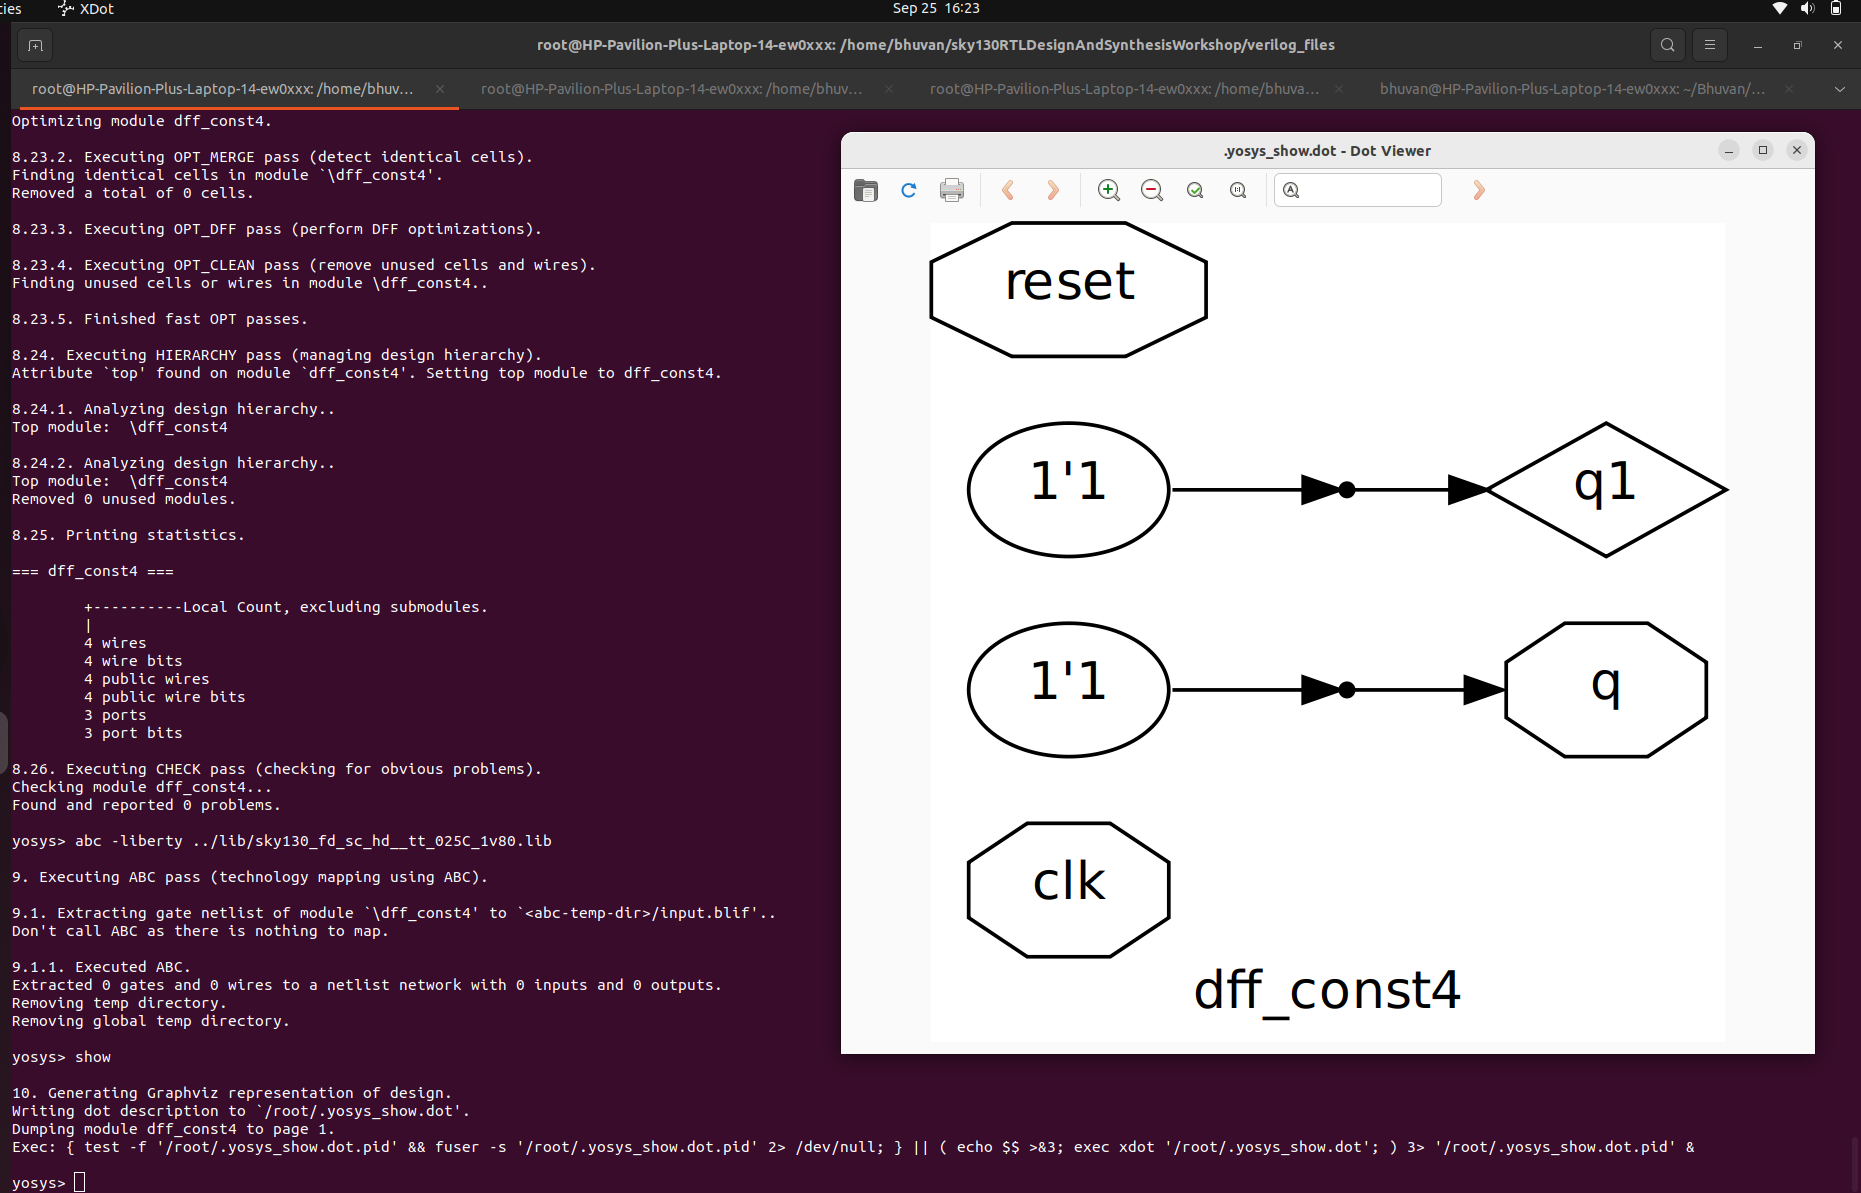 ies
XDot
Sep 25 16:23
root@HP-Pavilion-Plus-Laptop-14-ew0xxx: /home/bhuvan/sky130RTLDesignAndSynthesisWorkshop/verilog_files
root@HP-Pavilion-Plus-Laptop-14-ew0xxx: /home/bhuv...
root@HP-Pavilion-Plus-Laptop-14-ew0xxx: /home/bhuv...
root@HP-Pavilion-Plus-Laptop-14-ew0xxx: /home/bhuva...
bhuvan@HP-Pavilion-Plus-Laptop-14-ew0xxx: ~/Bhuvan/...
Optimizing module dff_const4.
8.23.2. Executing OPT_MERGE pass (detect identical cells).
Finding identical cells in module `\dff_const4'.
Removed a total of 0 cells.
8.23.3. Executing OPT_DFF pass (perform DFF optimizations).
8.23.4. Executing OPT_CLEAN pass (remove unused cells and wires).
Finding unused cells or wires in module \dff_const4..
8.23.5. Finished fast OPT passes.
8.24. Executing HIERARCHY pass (managing design hierarchy).
Attribute `top' found on module `dff_const4'. Setting top module to dff_const4.
8.24.1. Analyzing design hierarchy..
Top module:  \dff_const4
8.24.2. Analyzing design hierarchy..
Top module:  \dff_const4
Removed 0 unused modules.
8.25. Printing statistics.
=== dff_const4 ===
+----------Local Count, excluding submodules.
|
4 wires
4 wire bits
4 public wires
4 public wire bits
3 ports
3 port bits
8.26. Executing CHECK pass (checking for obvious problems).
Checking module dff_const4...
Found and reported 0 problems.
yosys> abc -liberty ../lib/sky130_fd_sc_hd__tt_025C_1v80.lib
9. Executing ABC pass (technology mapping using ABC).
9.1. Extracting gate netlist of module `\dff_const4' to `<abc-temp-dir>/input.blif'..
Don't call ABC as there is nothing to map.
9.1.1. Executed ABC.
Extracted 0 gates and 0 wires to a netlist network with 0 inputs and 0 outputs.
Removing temp directory.
Removing global temp directory.
yosys> show
10. Generating Graphviz representation of design.
Writing dot description to `/root/.yosys_show.dot'.
Dumping module dff_const4 to page 1.
Exec: { test -f '/root/.yosys_show.dot.pid' && fuser -s '/root/.yosys_show.dot.pid' 2> /dev/null; } || ( echo $$ >&3; exec xdot '/root/.yosys_show.dot'; ) 3> '/root/.yosys_show.dot.pid' &
yosys>
.yosys_show.dot - Dot Viewer
reset
1'1
q1
1'1
q
clk
dff_const4